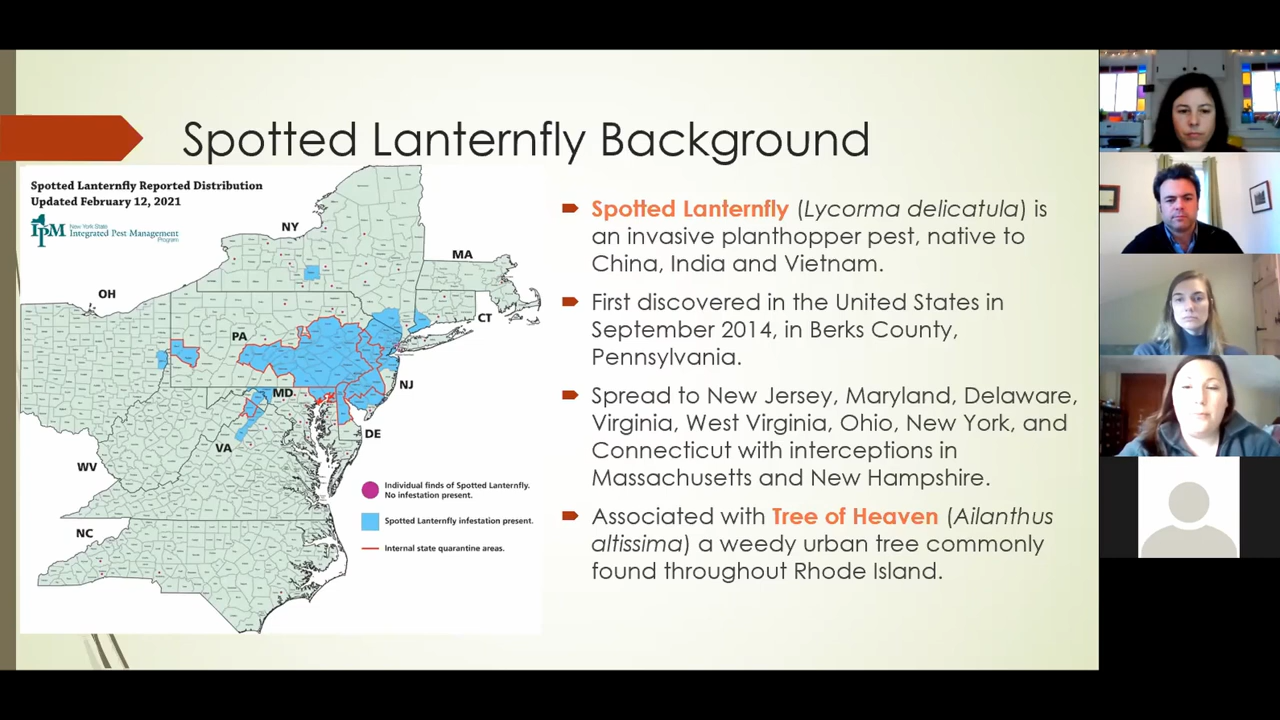 Spotted Lanternfly Background
Spotted Lanternfly Reported Distribution
Updated February 12, 2021
IPM
New York State
Integrated Pest Management
Program
NY
MA
OH
CT
PA
NJ
MD
DE
VA
WV
NC
Individual finds of Spotted Lanternfly.
No infestation present.
Spotted Lanternfly infestation present.
Internal state quarantine areas.
Spotted Lanternfly (Lycorma delicatula) is
an invasive planthopper pest, native to
China, India and Vietnam.
First discovered in the United States in
September 2014, in Berks County,
Pennsylvania.
Spread to New Jersey, Maryland, Delaware,
Virginia, West Virginia, Ohio, New York, and
Connecticut with interceptions in
Massachusetts and New Hampshire.
Associated with Tree of Heaven (Ailanthus
altissima) a weedy urban tree commonly
found throughout Rhode Island.